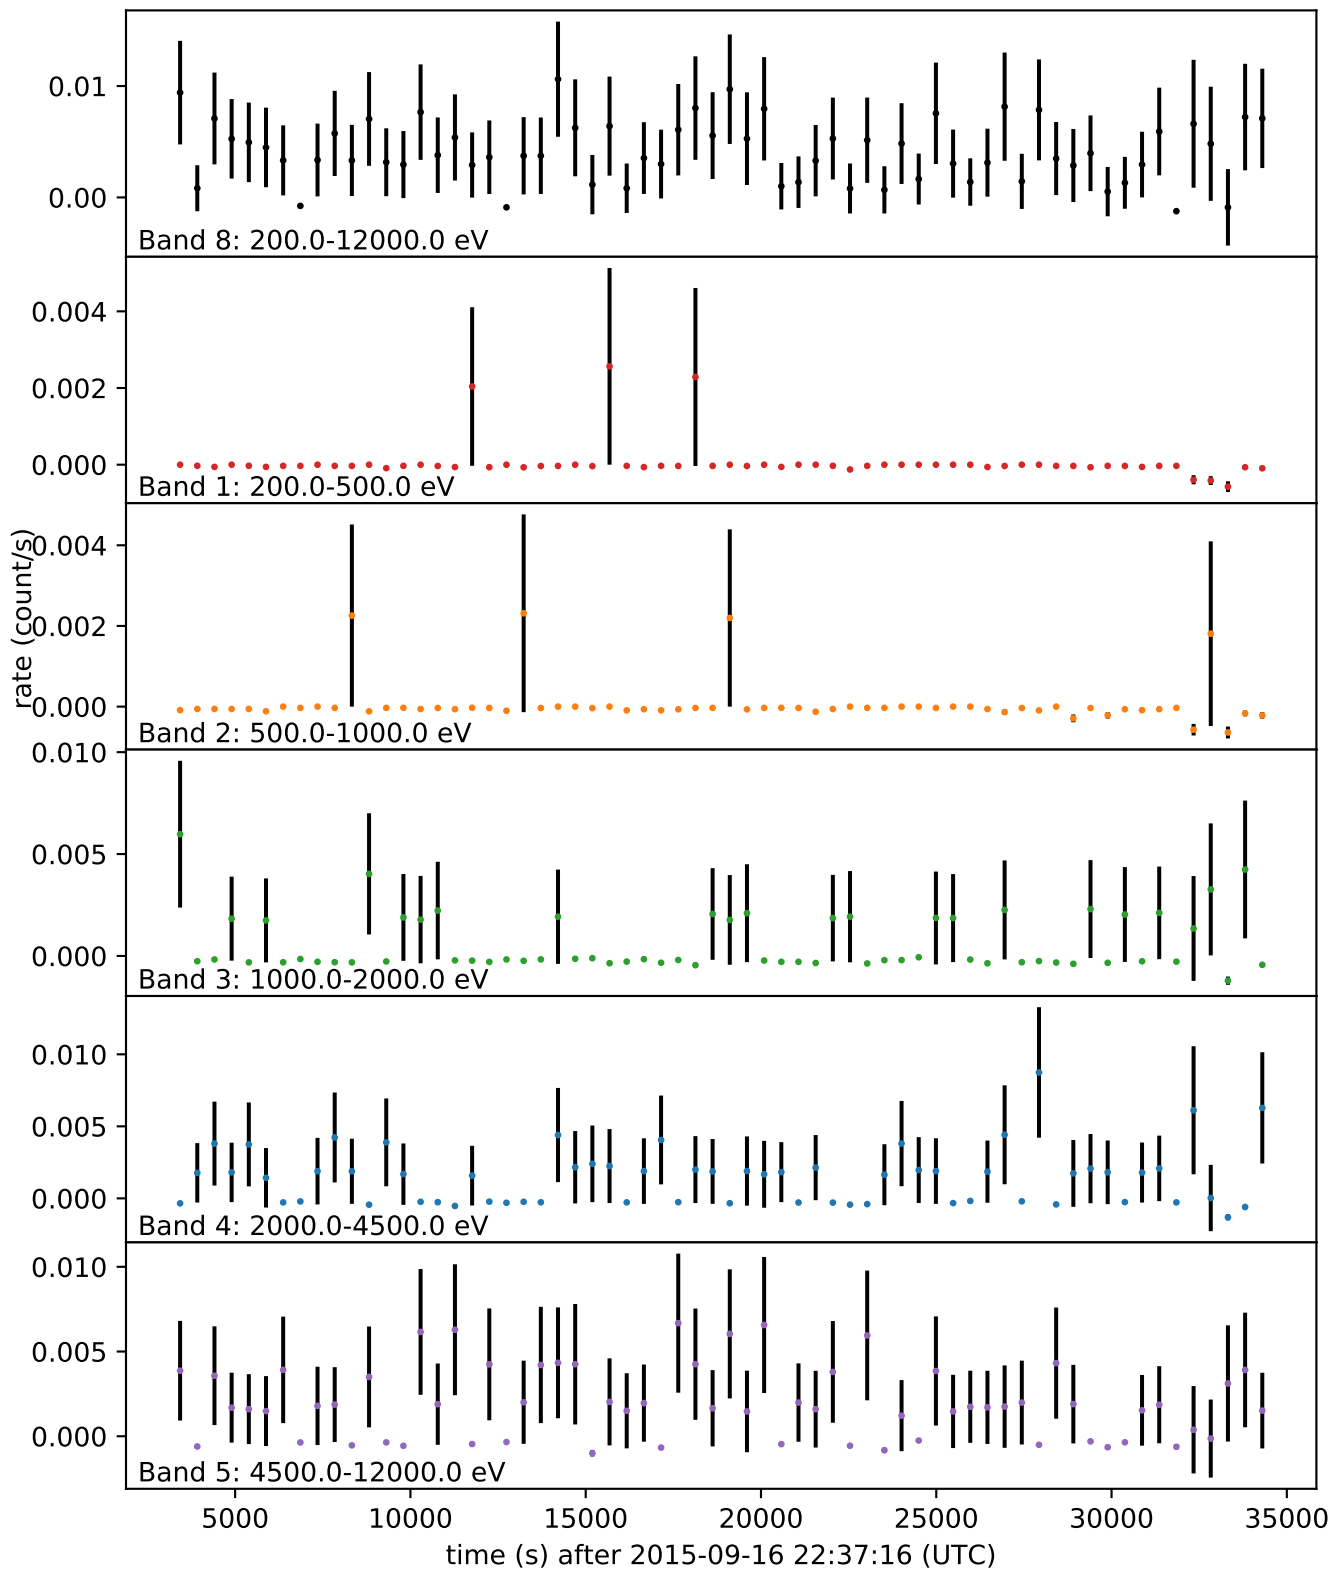 0.01
0.00
Band 8: 200.0-12000.0 eV
0.004
0.002
0.000
Band 1: 200.0-500.0 eV
rate (count/s)
0.004
0.002
0.000
Band 2: 500.0-1000.0 eV
0.010
0.005
0.000
Band 3: 1000.0-2000.0 eV
0.010
0.005
0.000
Band 4: 2000.0-4500.0 eV
0.010
0.005
0.000
Band 5: 4500.0-12000.0 eV
5000 10000 15000 20000 25000 30000 35000
time (s) after 2015-09-16 22:37:16 (UTC)